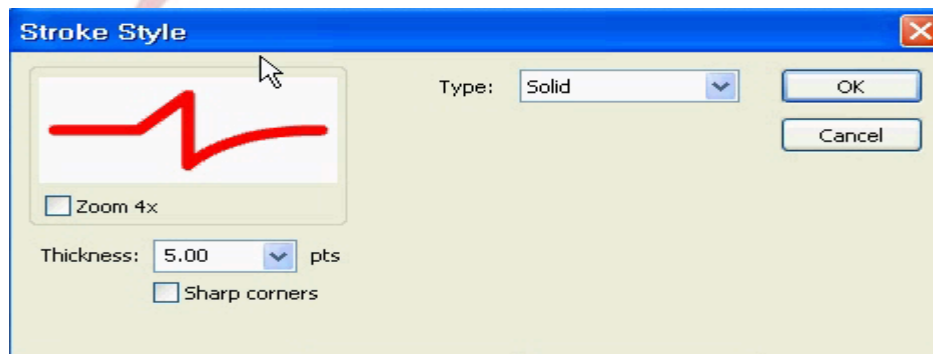 Stroke Style
Type: Solid
OK
Cancel
Zoom 4x
Thickness: 5.00 pts
Sharp corners